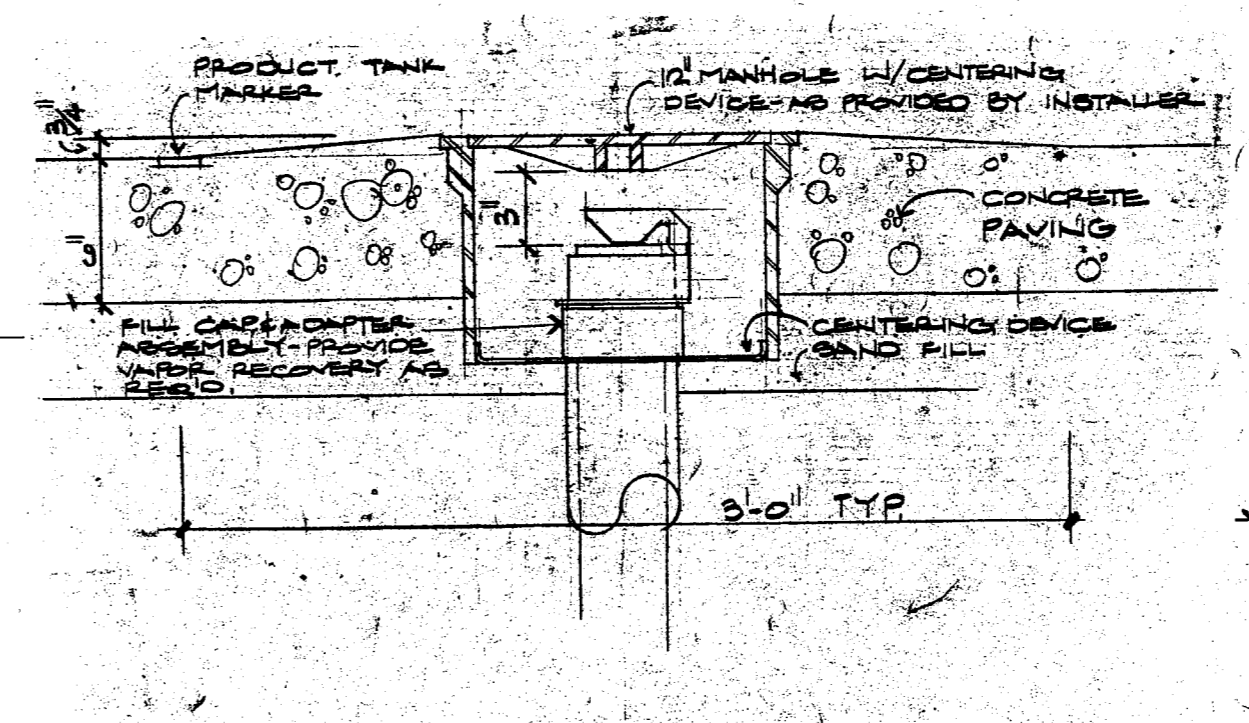 PRODUCT TANK
MARKER
12" MANHOLE W/CENTERING
DEVICE-AS PROVIDED BY INSTALLER
3"
CONCRETE
PAVING
FILL CAP & ADAPTER
ASSEMBLY-PROVIDE
VAPOR RECOVERY AS
REQ'D.
CENTERING DEVICE
SAND FILL
3'-0" TYP.